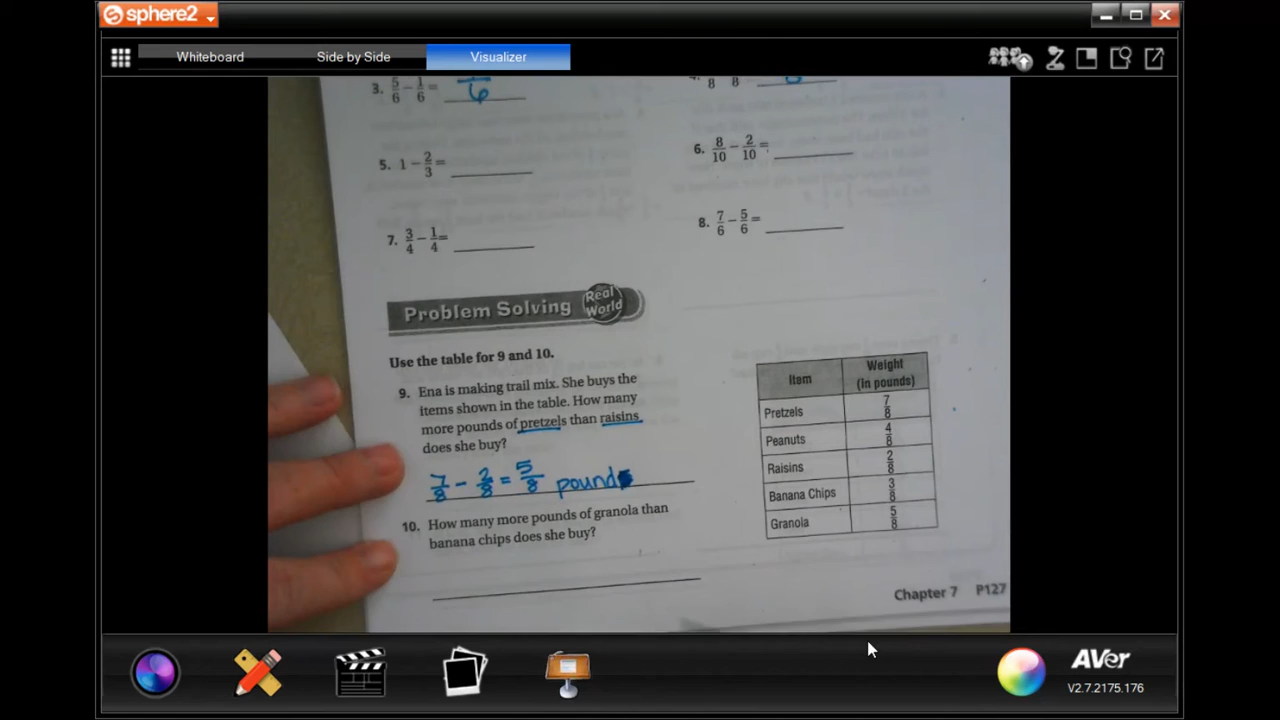 sphere2
Whiteboard Side by Side Visualizer
3. 5/6 − 1/6 = 6
8 8
5. 1 − 2/3 =
6. 8/10 − 2/10 =
7. 3/4 − 1/4 =
8. 7/6 − 5/6 =
Problem Solving Real World
Use the table for 9 and 10.
9. Ena is making trail mix. She buys the
items shown in the table. How many
more pounds of pretzels than raisins
does she buy?
7/8 − 2/8 = 5/8 pounds
10. How many more pounds of granola than
banana chips does she buy?
Item Weight (in pounds)
Pretzels 7/8
Peanuts 4/8
Raisins 2/8
Banana Chips 3/8
Granola 5/8
Chapter 7 P127
AVer
V2.7.2175.176